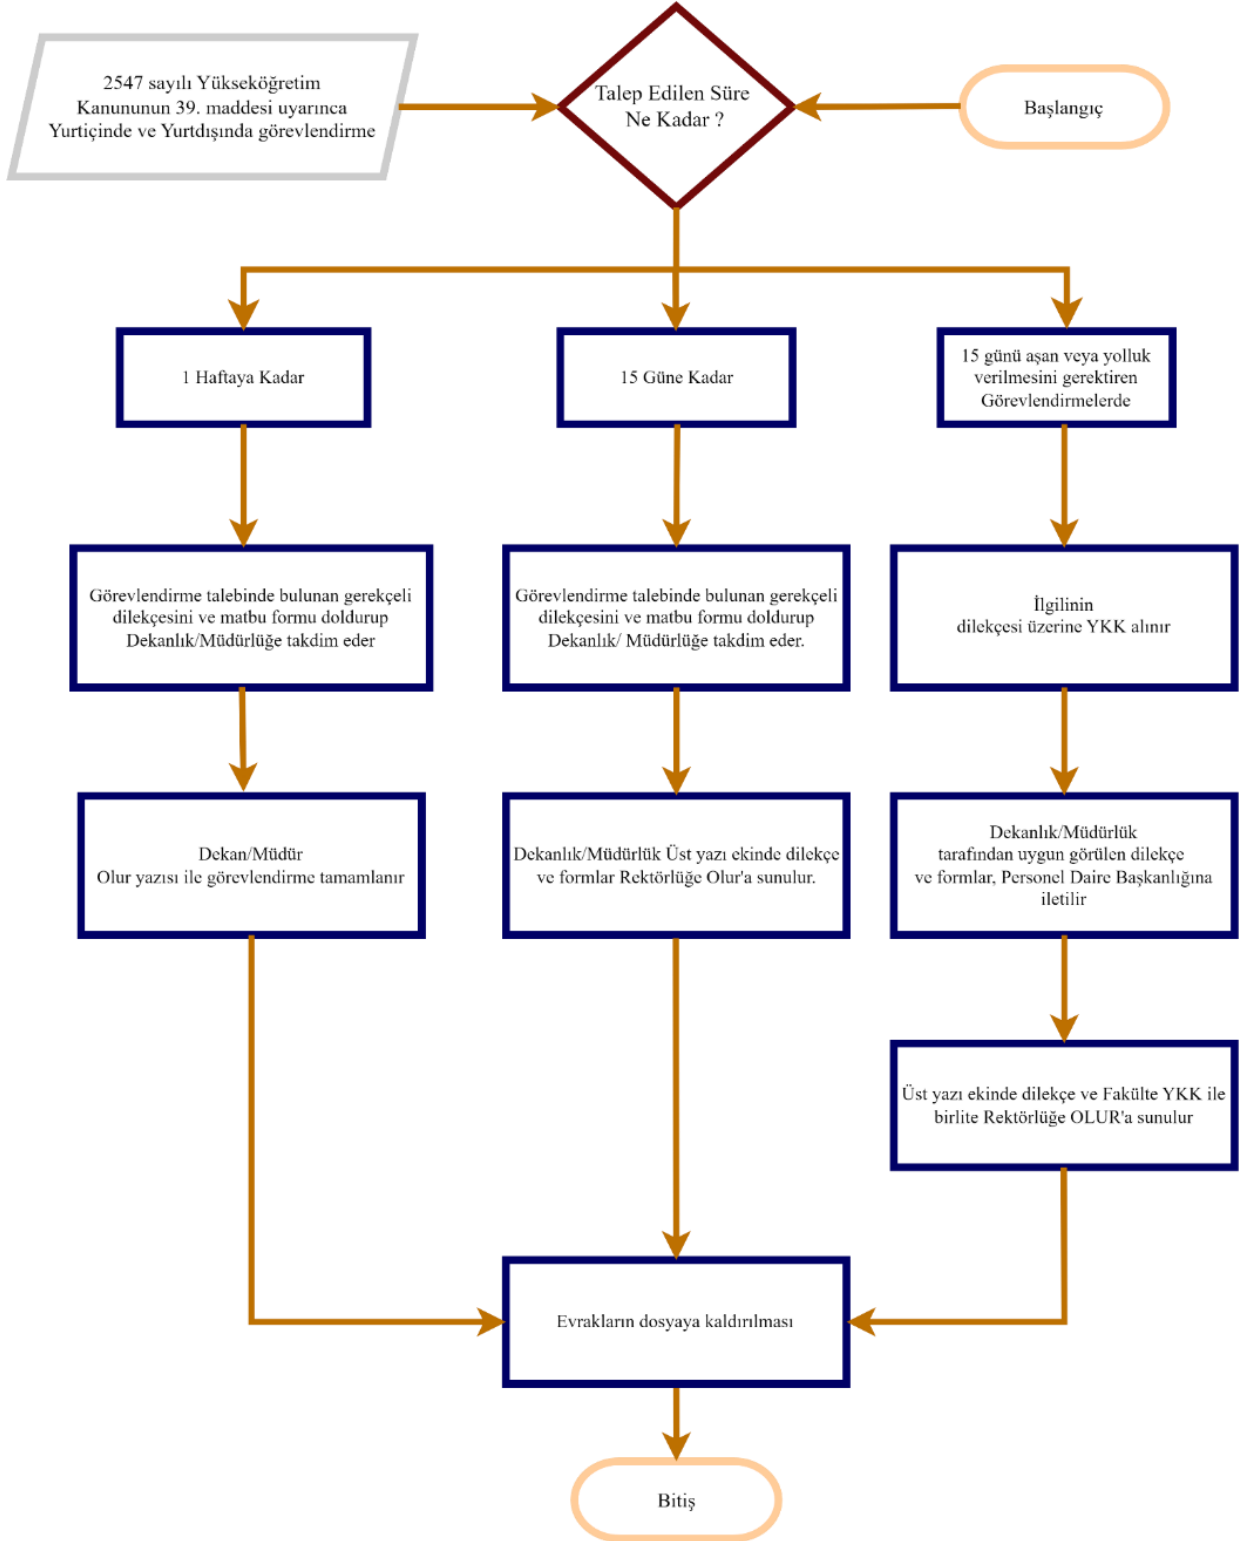 2547 sayılı Yükseköğretim
Kanununun 39. maddesi uyarınca
Yurtiçinde ve Yurtdışında görevlendirme
Talep Edilen Süre
Ne Kadar ?
Başlangıç
1 Haftaya Kadar
15 Güne Kadar
15 günü aşan veya yolluk
verilmesini gerektiren
Görevlendirmelerde
Görevlendirme talebinde bulunan gerekçeli
dilekçesini ve matbu formu doldurup
Dekanlık/Müdürlüğe takdim eder
Görevlendirme talebinde bulunan gerekçeli
dilekçesini ve matbu formu doldurup
Dekanlık/ Müdürlüğe takdim eder.
İlgilinin
dilekçesi üzerine YKK alınır
Dekan/Müdür
Olur yazısı ile görevlendirme tamamlanır
Dekanlık/Müdürlük Üst yazı ekinde dilekçe
ve formlar Rektörlüğe Olur'a sunulur.
Dekanlık/Müdürlük
tarafından uygun görülen dilekçe
ve formlar, Personel Daire Başkanlığına
iletilir
Üst yazı ekinde dilekçe ve Fakülte YKK ile
birlite Rektörlüğe OLUR'a sunulur
Evrakların dosyaya kaldırılması
Bitiş